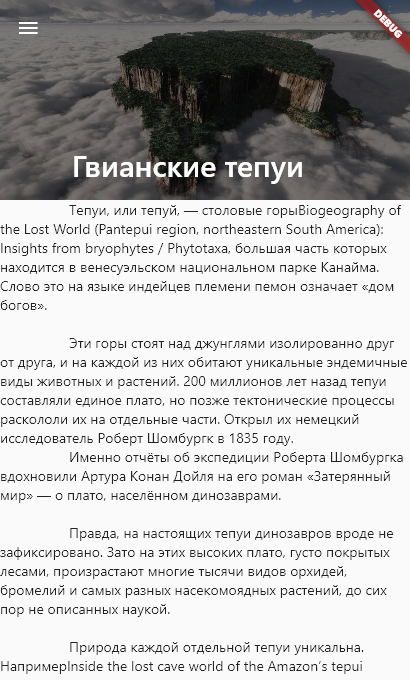 DEBUG
Гвианские тепуи
Тепуи, или тепуй, — столовые горыBiogeography of
the Lost World (Pantepui region, northeastern South America):
Insights from bryophytes / Phytotaxa, большая часть которых
находится в венесуэльском национальном парке Канайма.
Слово это на языке индейцев племени пемон означает «дом
богов».
Эти горы стоят над джунглями изолированно друг
от друга, и на каждой из них обитают уникальные эндемичные
виды животных и растений. 200 миллионов лет назад тепуи
составляли единое плато, но позже тектонические процессы
раскололи их на отдельные части. Открыл их немецкий
исследователь Роберт Шомбургк в 1835 году.
Именно отчёты об экспедиции Роберта Шомбургка
вдохновили Артура Конан Дойля на его роман «Затерянный
мир» — о плато, населённом динозаврами.
Правда, на настоящих тепуи динозавров вроде не
зафиксировано. Зато на этих высоких плато, густо покрытых
лесами, произрастают многие тысячи видов орхидей,
бромелий и самых разных насекомоядных растений, до сих
пор не описанных наукой.
Природа каждой отдельной тепуи уникальна.
НапримерInside the lost cave world of the Amazon's tepui